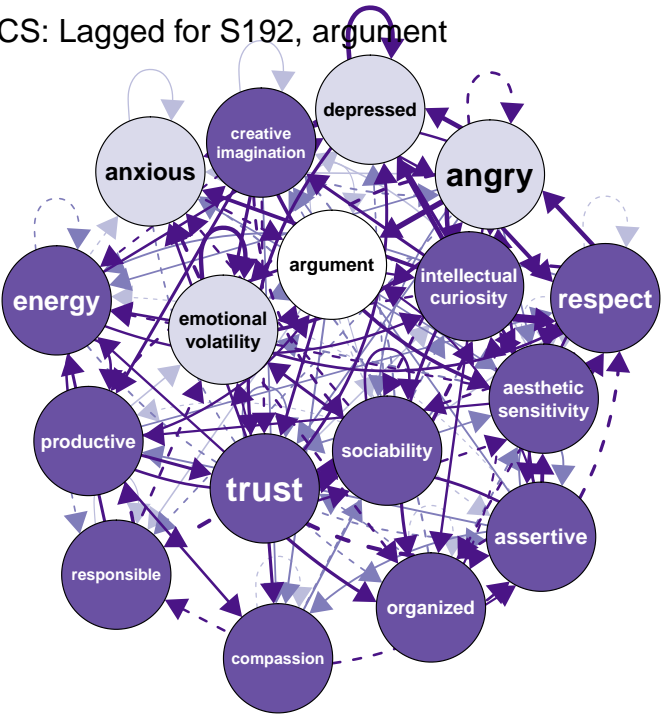 CS: Lagged for S192, argument
depressed
creative
imagination
anxious
angry
argument
intellectual
curiosity
energy
respect
emotional
volatility
aesthetic
sensitivity
productive
sociability
trust
assertive
responsible
organized
compassion